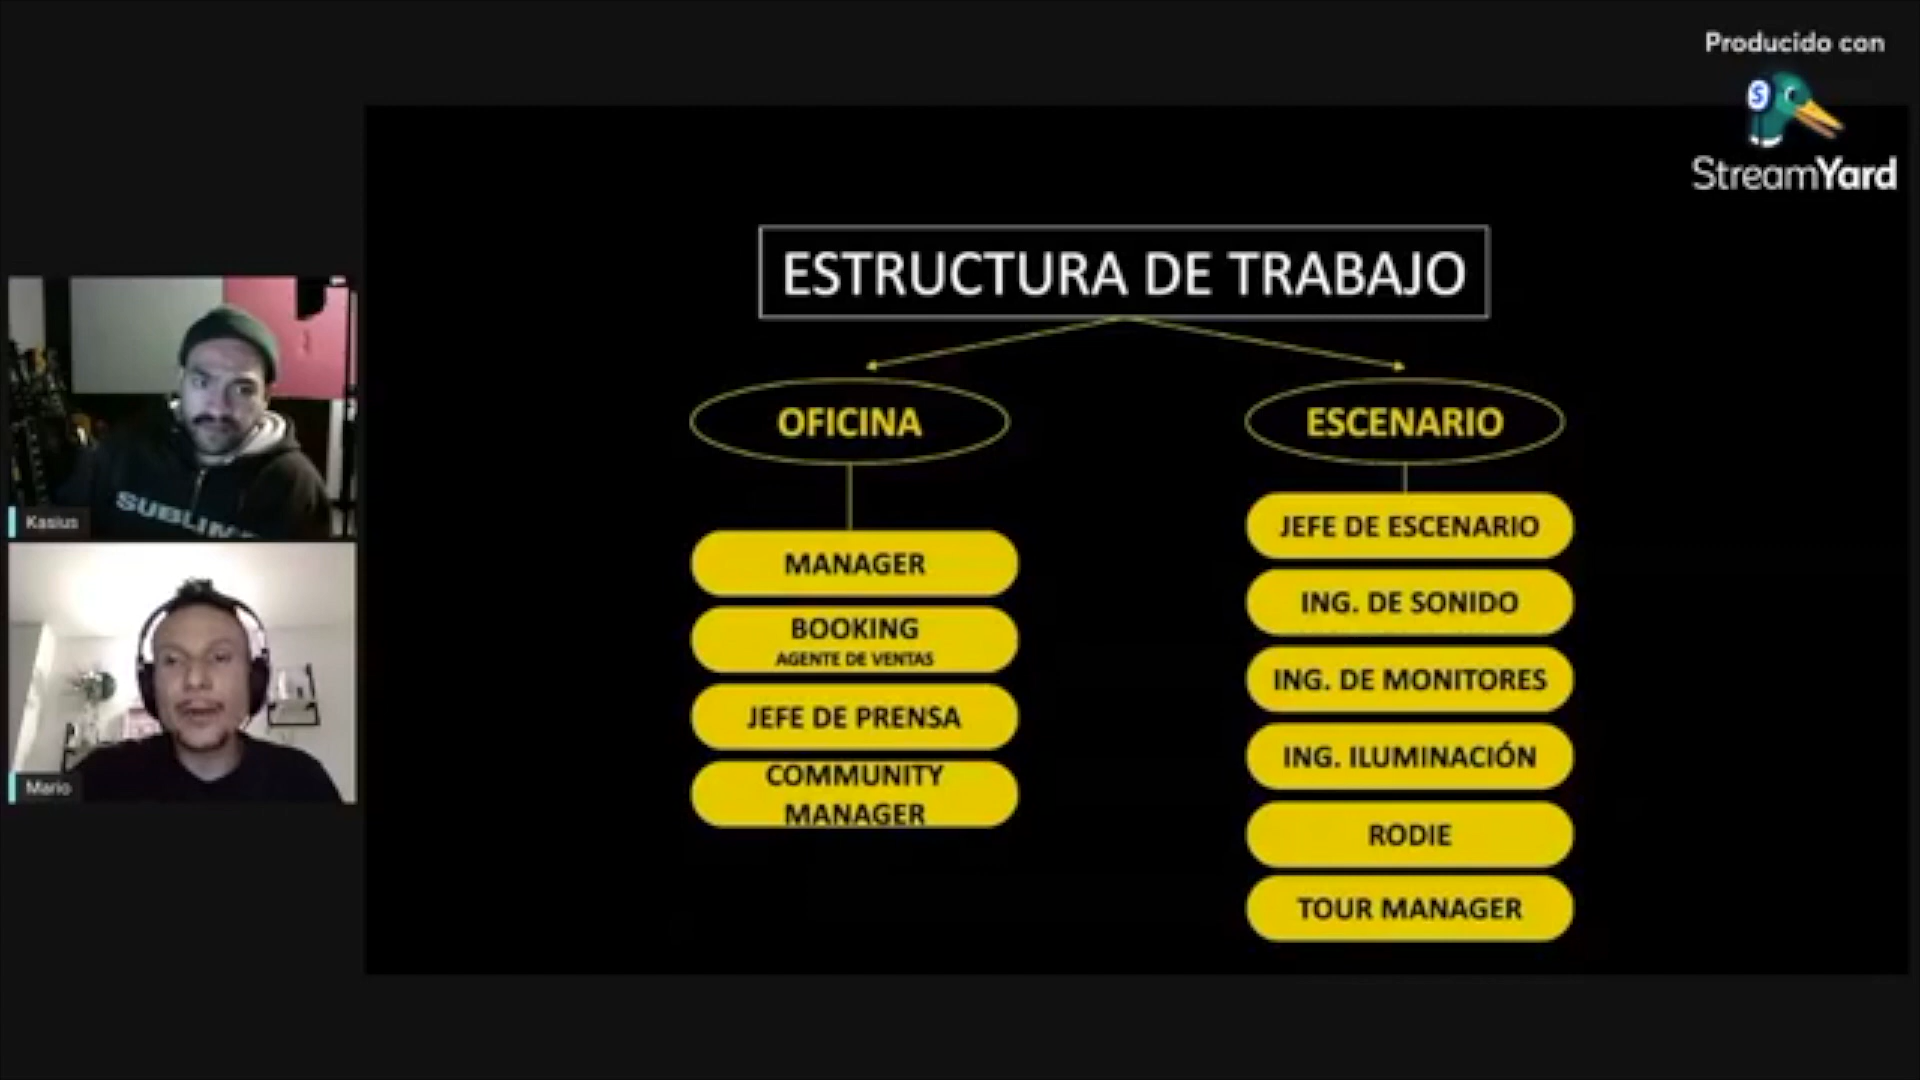 Producido con
S
StreamYard
ESTRUCTURA DE TRABAJO
OFICINA
MANAGER
BOOKING
AGENTE DE VENTAS
JEFE DE PRENSA
COMMUNITY
MANAGER
ESCENARIO
JEFE DE ESCENARIO
ING. DE SONIDO
ING. DE MONITORES
ING. ILUMINACIÓN
RODIE
TOUR MANAGER
Kasius
Mario